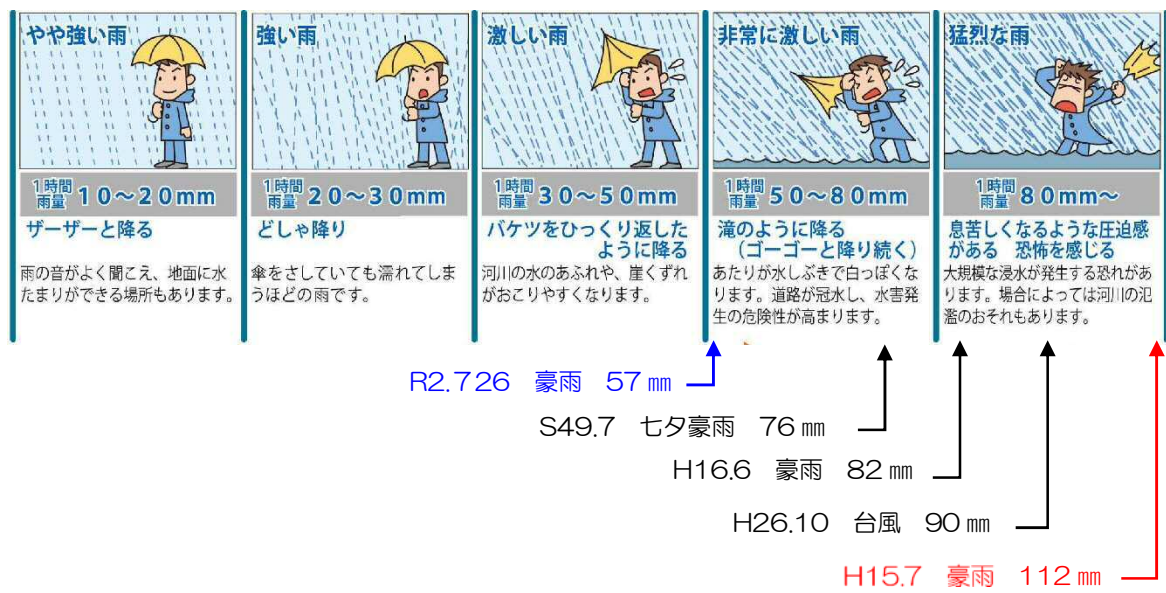 やや強い雨
1時間雨量 10～20mm
ザーザーと降る
雨の音がよく聞こえ、地面に水
たまりができる場所もあります。
強い雨
1時間雨量 20～30mm
どしゃ降り
傘をさしていても濡れてしま
うほどの雨です。
激しい雨
1時間雨量 30～50mm
バケツをひっくり返した
ように降る
河川の水のあふれや、崖くずれ
がおこりやすくなります。
非常に激しい雨
1時間雨量 50～80mm
滝のように降る
（ゴーゴーと降り続く）
あたりが水しぶきで白っぽくな
ります。道路が冠水し、水害発
生の危険性が高まります。
猛烈な雨
1時間雨量 80mm～
息苦しくなるような圧迫感
がある　恐怖を感じる
大規模な浸水が発生する恐れがあ
ります。場合によっては河川の氾
濫のおそれもあります。
R2.726　豪雨　57㎜
S49.7　七夕豪雨　76㎜
H16.6　豪雨　82㎜
H26.10　台風　90㎜
H15.7　豪雨　112㎜